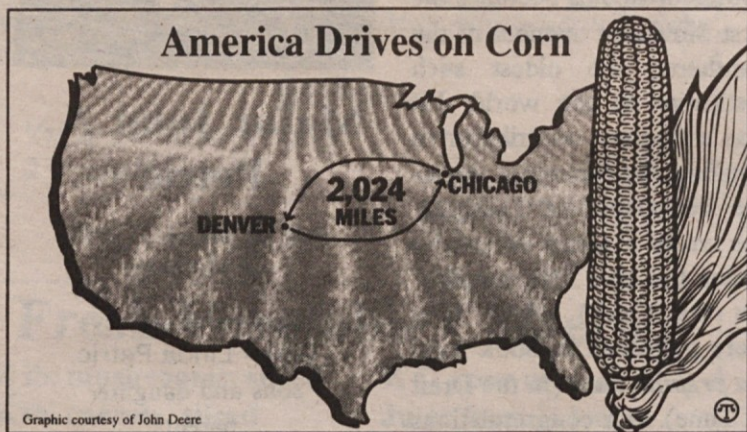 America Drives on Corn
2,024
MILES
CHICAGO
DENVER
Graphic courtesy of John Deere